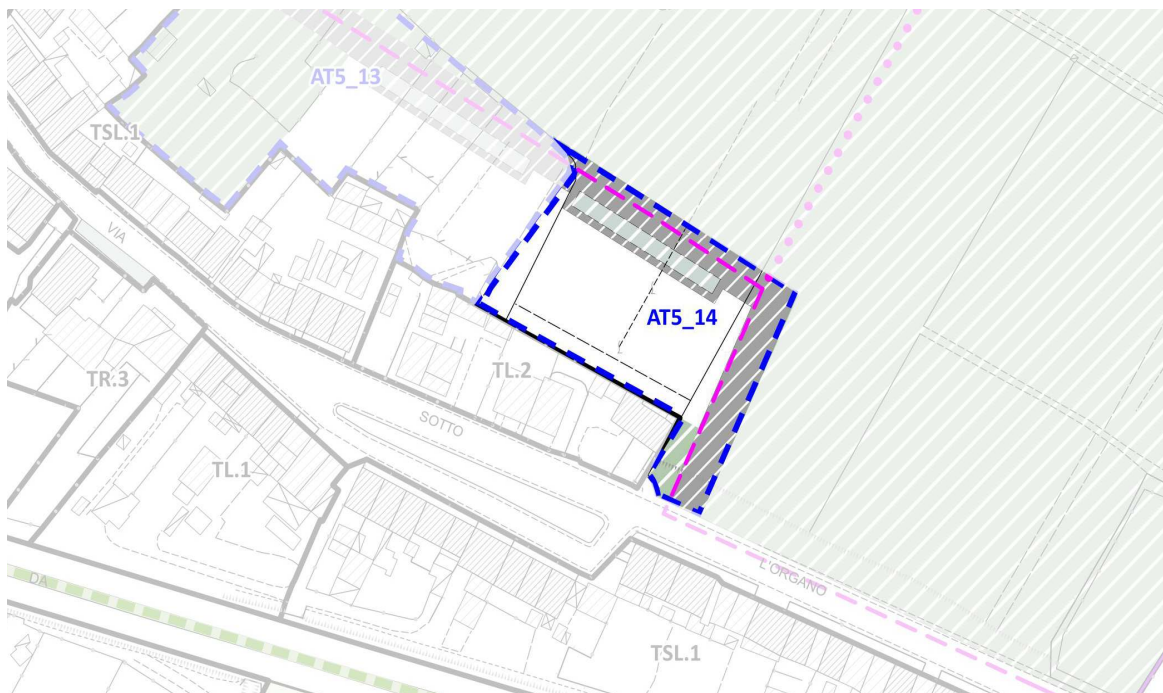 AT5_13
TSL.1
VIA
AT5_14
TL.2
TR.3
SOTTO
TL.1
L'ORGANO
DA
TSL.1